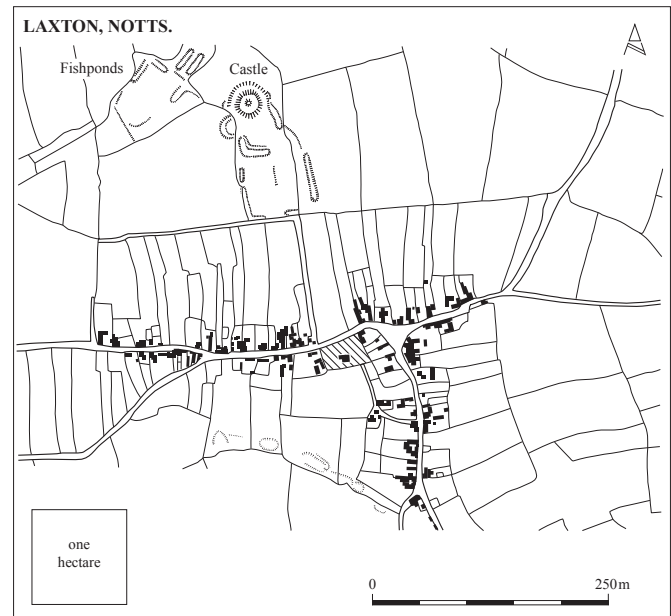 LAXTON, NOTTS.
Fishponds
Castle
one
hectare
0
250m